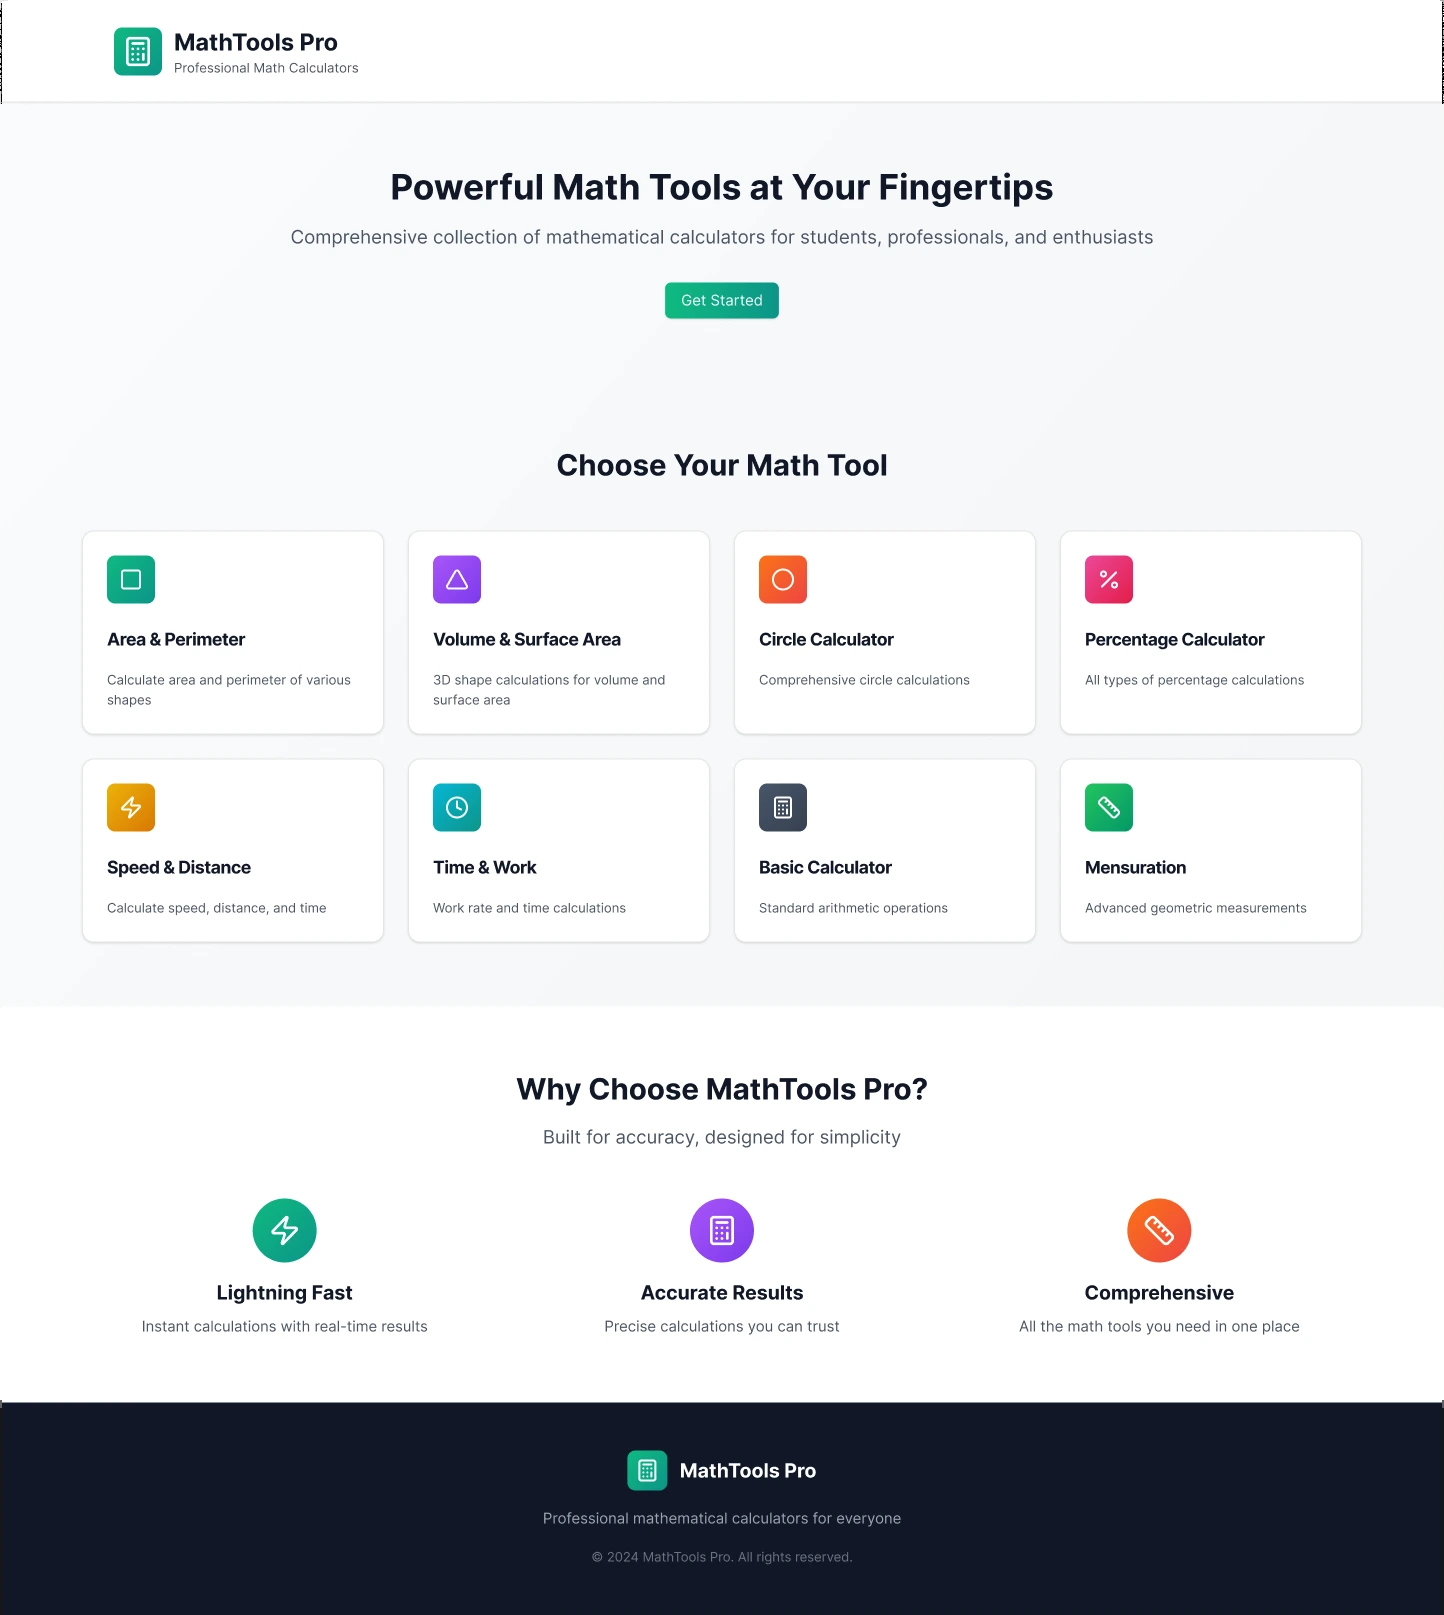 MathTools Pro
Professional Math Calculators
Powerful Math Tools at Your Fingertips
Comprehensive collection of mathematical calculators for students, professionals, and enthusiasts
Get Started
Choose Your Math Tool
Area & Perimeter
Calculate area and perimeter of various
shapes
Volume & Surface Area
3D shape calculations for volume and
surface area
Circle Calculator
Comprehensive circle calculations
Percentage Calculator
All types of percentage calculations
Speed & Distance
Calculate speed, distance, and time
Time & Work
Work rate and time calculations
Basic Calculator
Standard arithmetic operations
Mensuration
Advanced geometric measurements
Why Choose MathTools Pro?
Built for accuracy, designed for simplicity
Lightning Fast
Instant calculations with real-time results
Accurate Results
Precise calculations you can trust
Comprehensive
All the math tools you need in one place
MathTools Pro
Professional mathematical calculators for everyone
© 2024 MathTools Pro. All rights reserved.